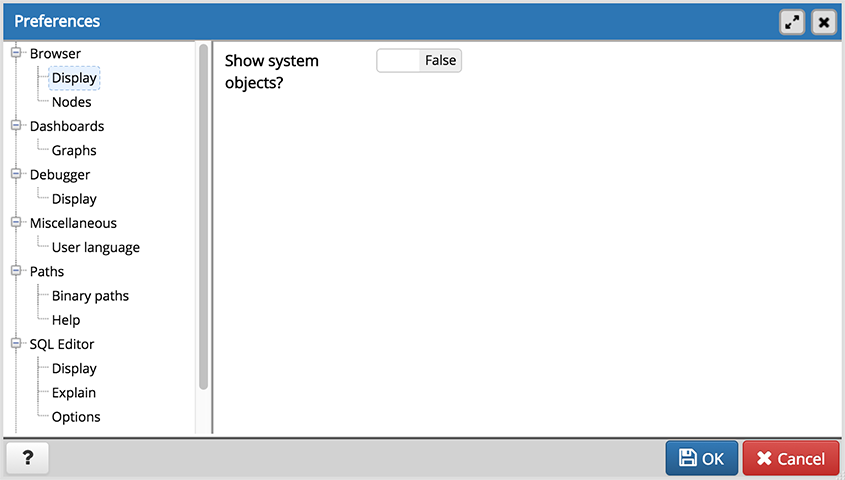 Preferences
Browser
Display
Nodes
Dashboards
Graphs
Debugger
Display
Miscellaneous
User language
Paths
Binary paths
Help
SQL Editor
Display
Explain
Options
Show system
objects?
False
?
OK
Cancel